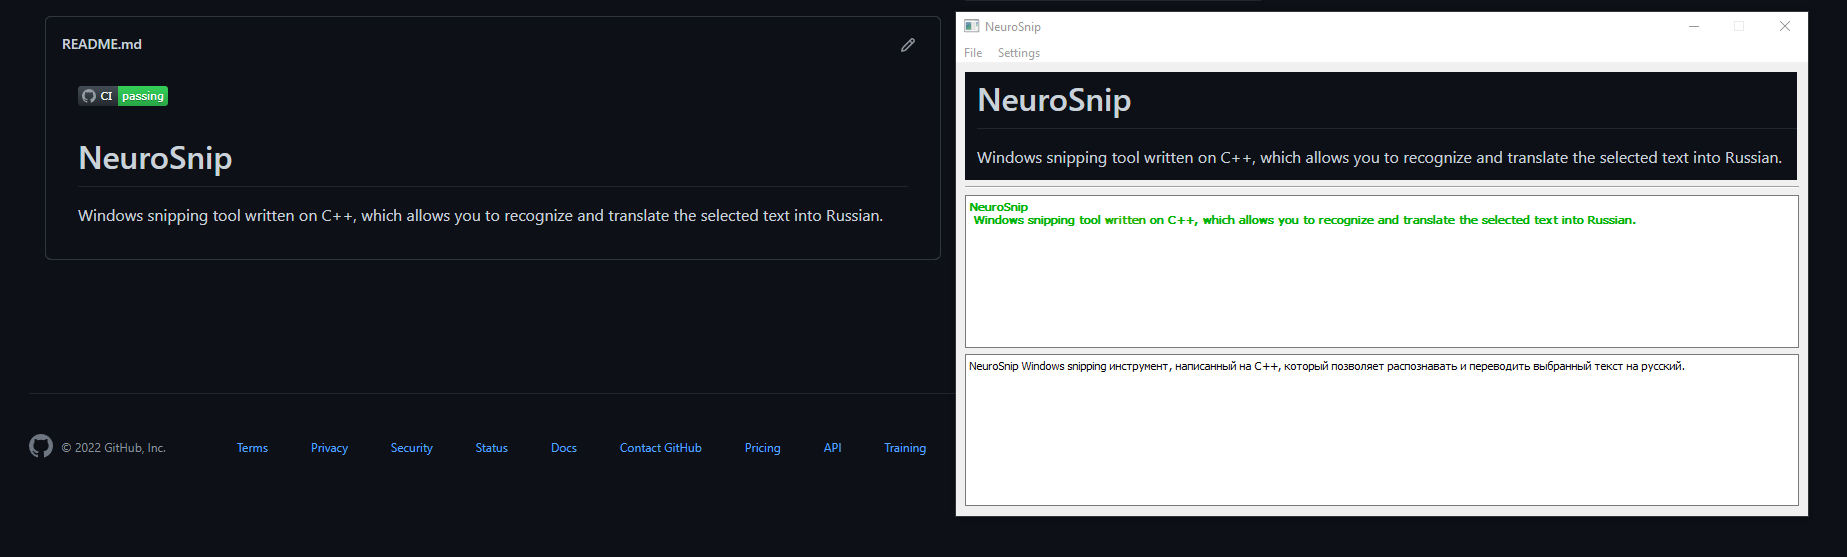 README.md
CI passing
NeuroSnip
Windows snipping tool written on C++, which allows you to recognize and translate the selected text into Russian.
© 2022 GitHub, Inc. Terms Privacy Security Status Docs Contact GitHub Pricing API Training
NeuroSnip
File Settings
NeuroSnip
Windows snipping tool written on C++, which allows you to recognize and translate the selected text into Russian.
NeuroSnip
Windows snipping tool written on C++, which allows you to recognize and translate the selected text into Russian.
NeuroSnip Windows snipping инструмент, написанный на C++, который позволяет распознавать и переводить выбранный текст на русский.